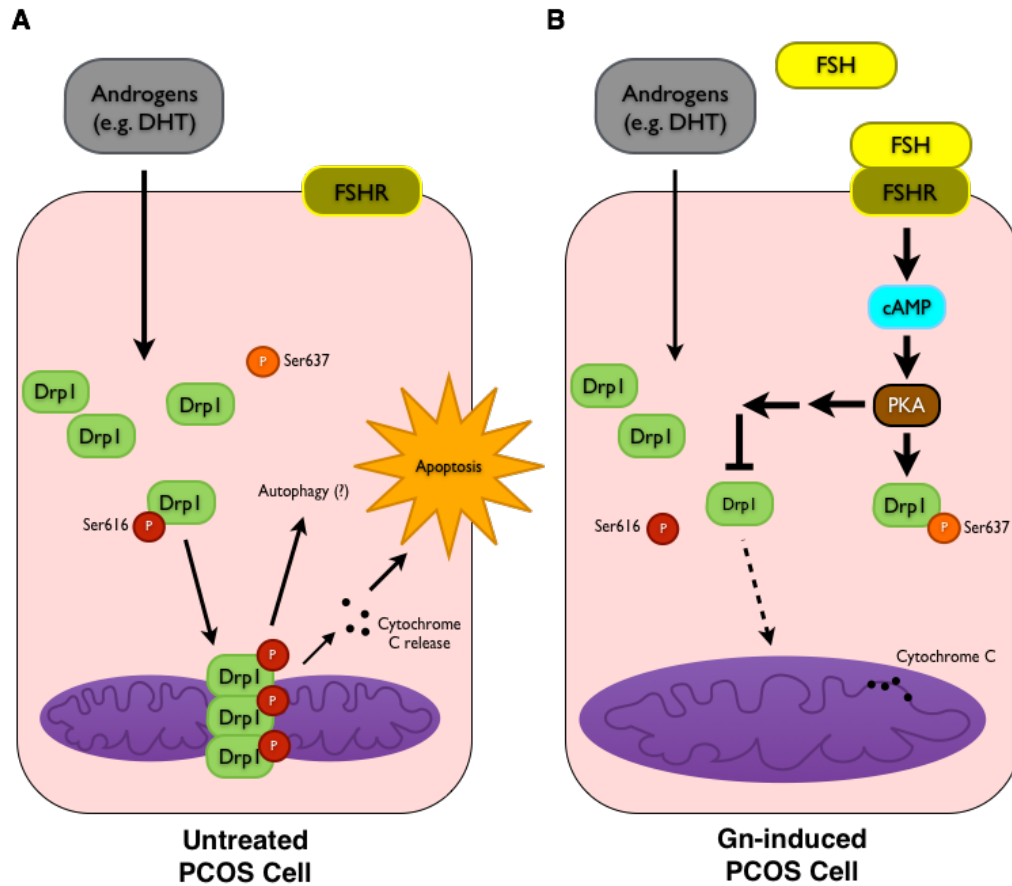 A
Androgens
(e.g. DHT)
FSHR
P
Ser637
Drp1
Drp1
Drp1
Drp1
Ser616
P
Autophagy (?)
Apoptosis
Cytochrome
C release
P
Drp1
P
Drp1
P
Drp1
Untreated
PCOS Cell
B
Androgens
(e.g. DHT)
FSH
FSH
FSHR
cAMP
PKA
Drp1
Drp1
Drp1
Drp1
P
Ser637
Ser616
P
Cytochrome C
Gn-induced
PCOS Cell